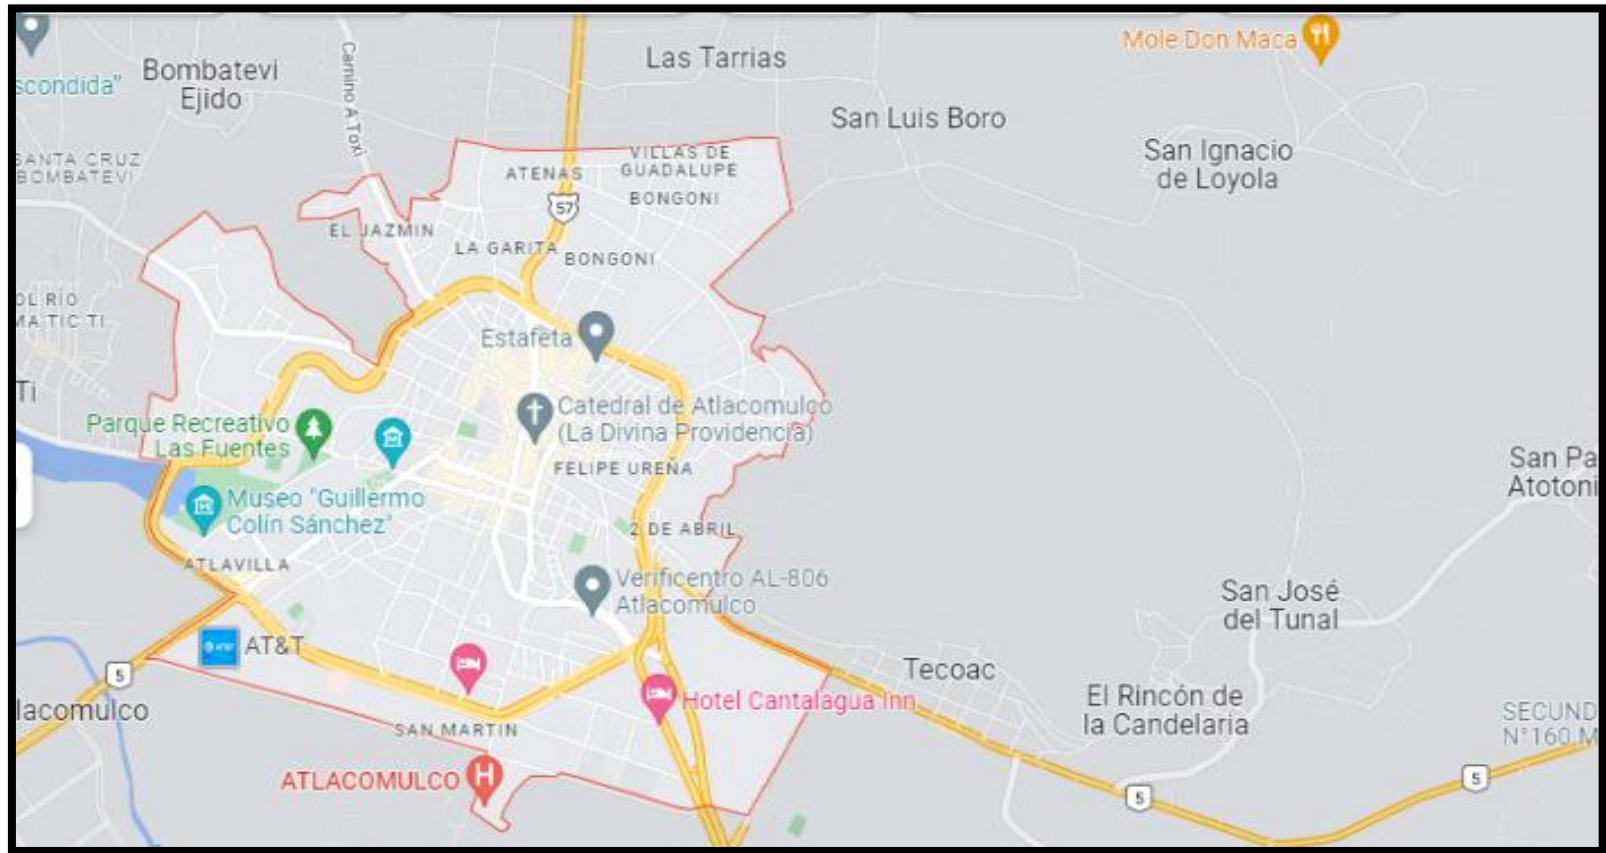 Mole Don Maca
Las Tarrias
Bombatevi
Ejido
scondida"
Camino A Toxi
San Luis Boro
San Ignacio
de Loyola
SANTA CRUZ
BOMBATEVI
VILLAS DE
GUADALUPE
ATENAS
BONGONI
57
EL JAZMIN
LA GARITA
BONGONI
OL RIO
MA TIC TI
Estafeta
Ti
Catedral de Atlacomulco
(La Divina Providencia)
Parque Recreativo
Las Fuentes
FELIPE UREÑA
San Pa
Atotoni
Museo "Guillermo
Colín Sánchez"
2 DE ABRIL
ATLAVILLA
Verificentro AL-806
Atlacomulco
San José
del Tunal
AT&T
5
Tecoac
Hotel Cantalagua Inn
El Rincón de
la Candelaria
lacomulco
SAN MARTIN
SECUND
N°160 M
ATLACOMULCO
H
5
5